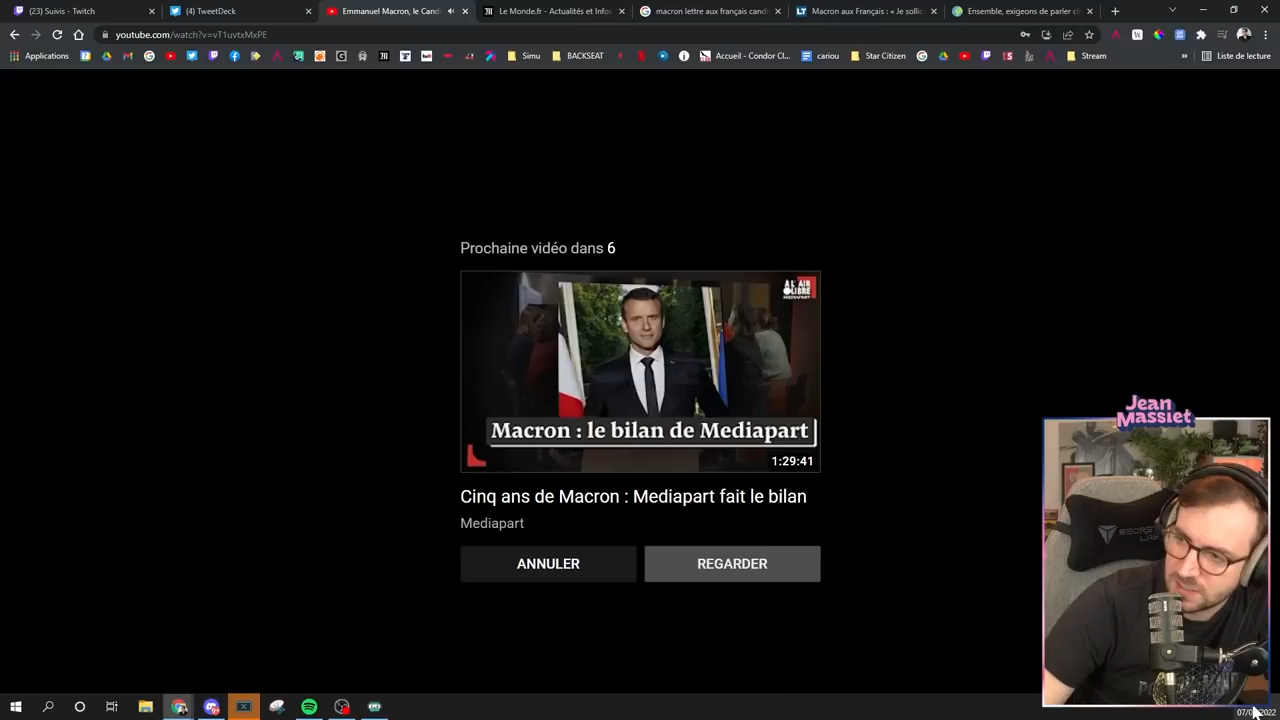 (23) Suivis - Twitch
(4) TweetDeck
Emmanuel Macron, le Cand
Le Monde.fr - Actualités et Infos
macron lettre aux français candi
Macron aux Français : « Je sollic
Ensemble, exigeons de parler cl
youtube.com/watch?v=vT1uvtxMxPE
Applications
Simu
BACKSEAT
Accueil - Condor Cl...
cariou
Star Citizen
Stream
Liste de lecture
Prochaine vidéo dans 6
A L'AIR
LIBRE
MEDIAPART
Macron : le bilan de Mediapart
1:29:41
Cinq ans de Macron : Mediapart fait le bilan
Mediapart
ANNULER
REGARDER
Jean
Massiet